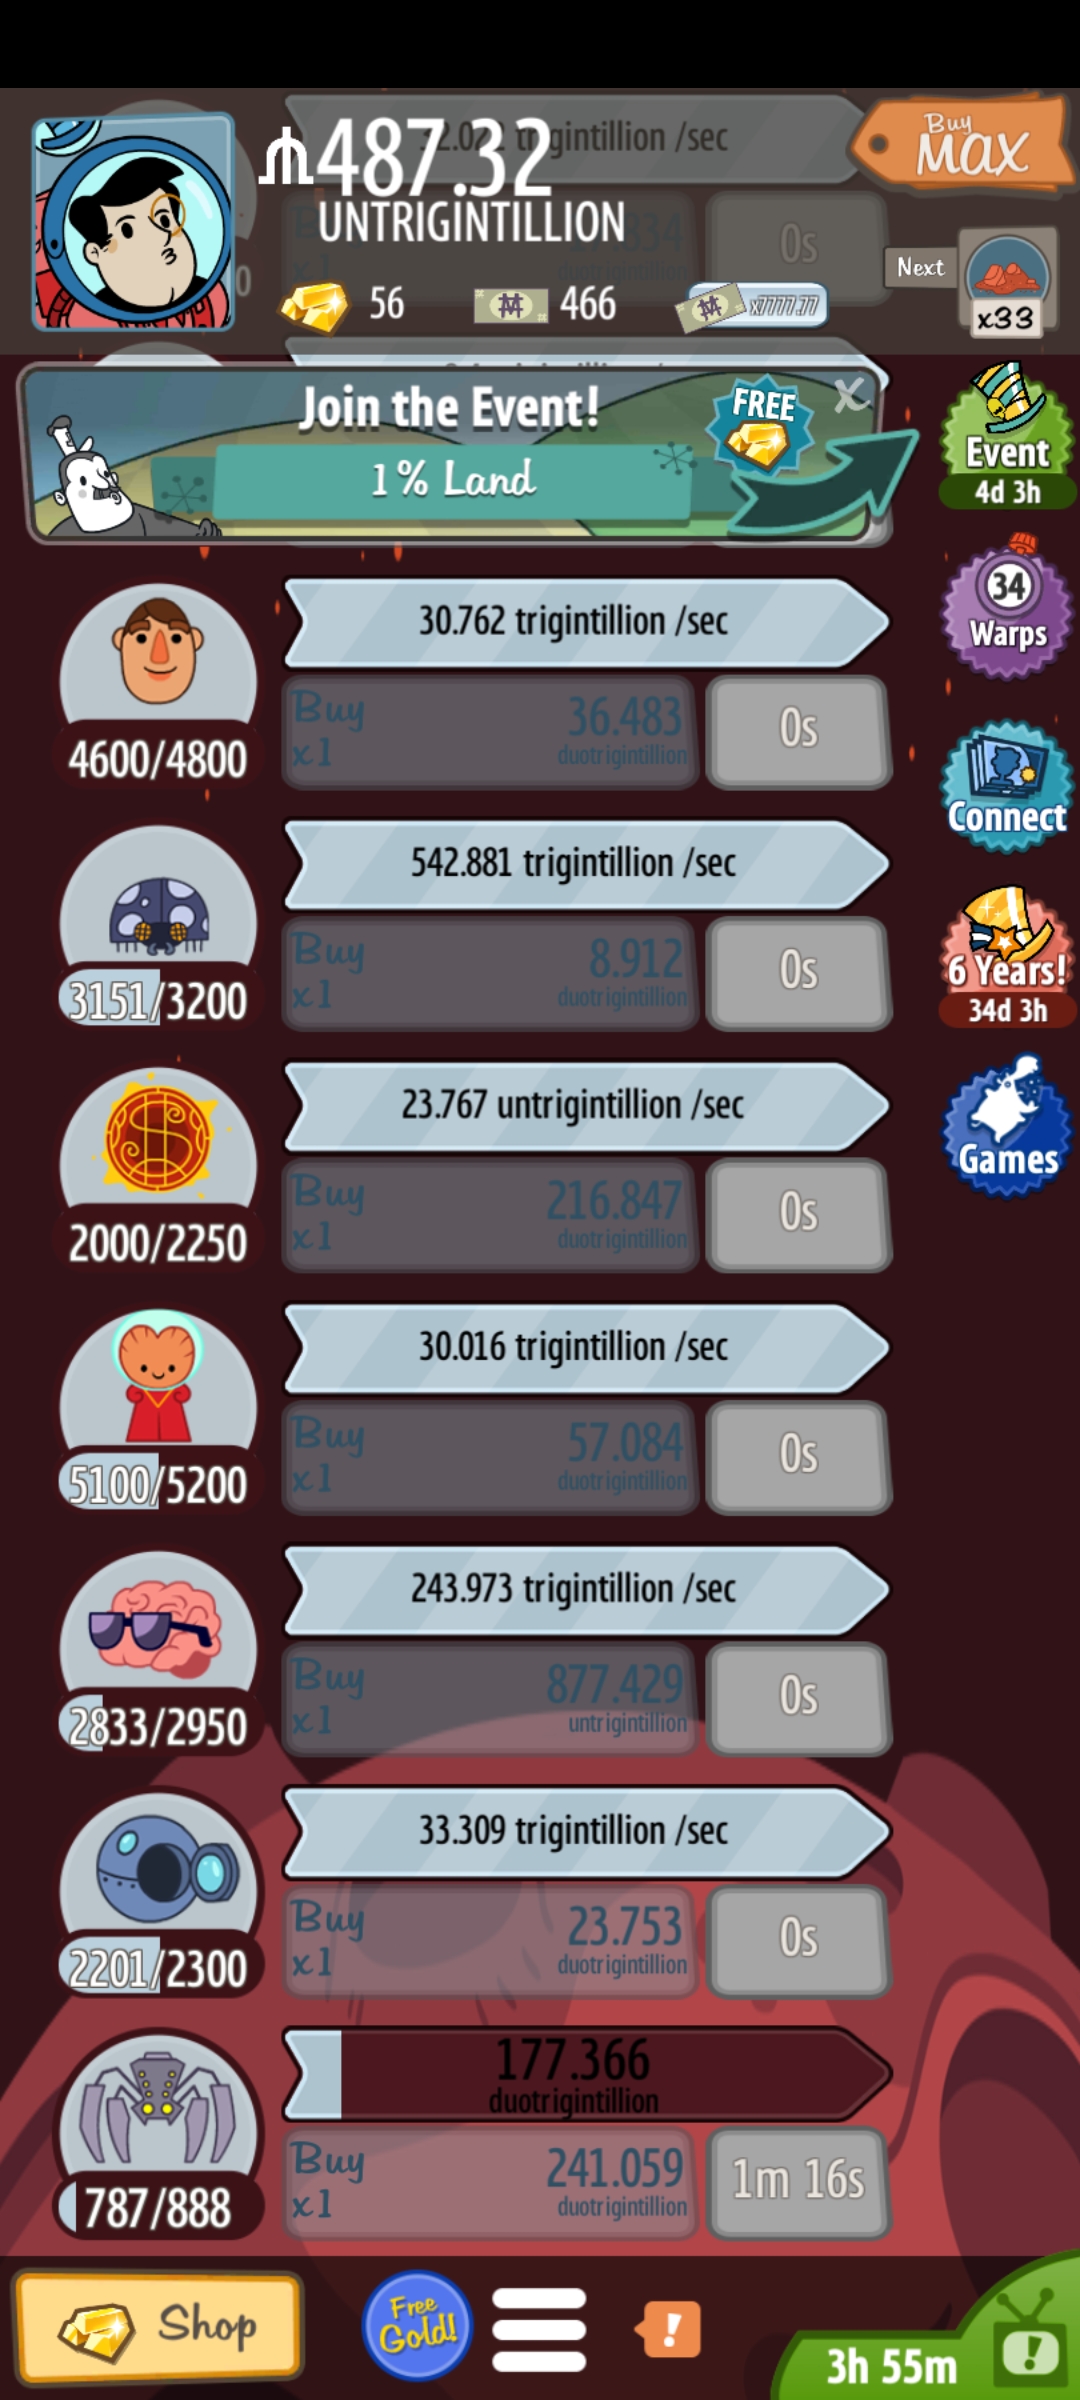 Buy
MAX
487.32
UNTRIGINTILLION
0s
Next
56
466
x7777.77
x33
Join the Event!
FREE
X
1% Land
Event
4d 3h
30.762 trigintillion /sec
34
Warps
Buy
x1
36.483
duotrigintillion
0s
4600/4800
Connect
542.881 trigintillion /sec
Buy
x1
8.912
duotrigintillion
0s
3151/3200
6 Years!
34d 3h
23.767 untrigintillion /sec
Buy
x1
216.847
duotrigintillion
0s
2000/2250
Games
30.016 trigintillion /sec
Buy
x1
57.084
duotrigintillion
0s
5100/5200
243.973 trigintillion /sec
Buy
x1
877.429
untrigintillion
0s
2833/2950
33.309 trigintillion /sec
Buy
x1
23.753
duotrigintillion
0s
2201/2300
177.366
duotrigintillion
Buy
x1
241.059
duotrigintillion
1m 16s
787/888
Shop
Free
Gold!
!
3h 55m
!